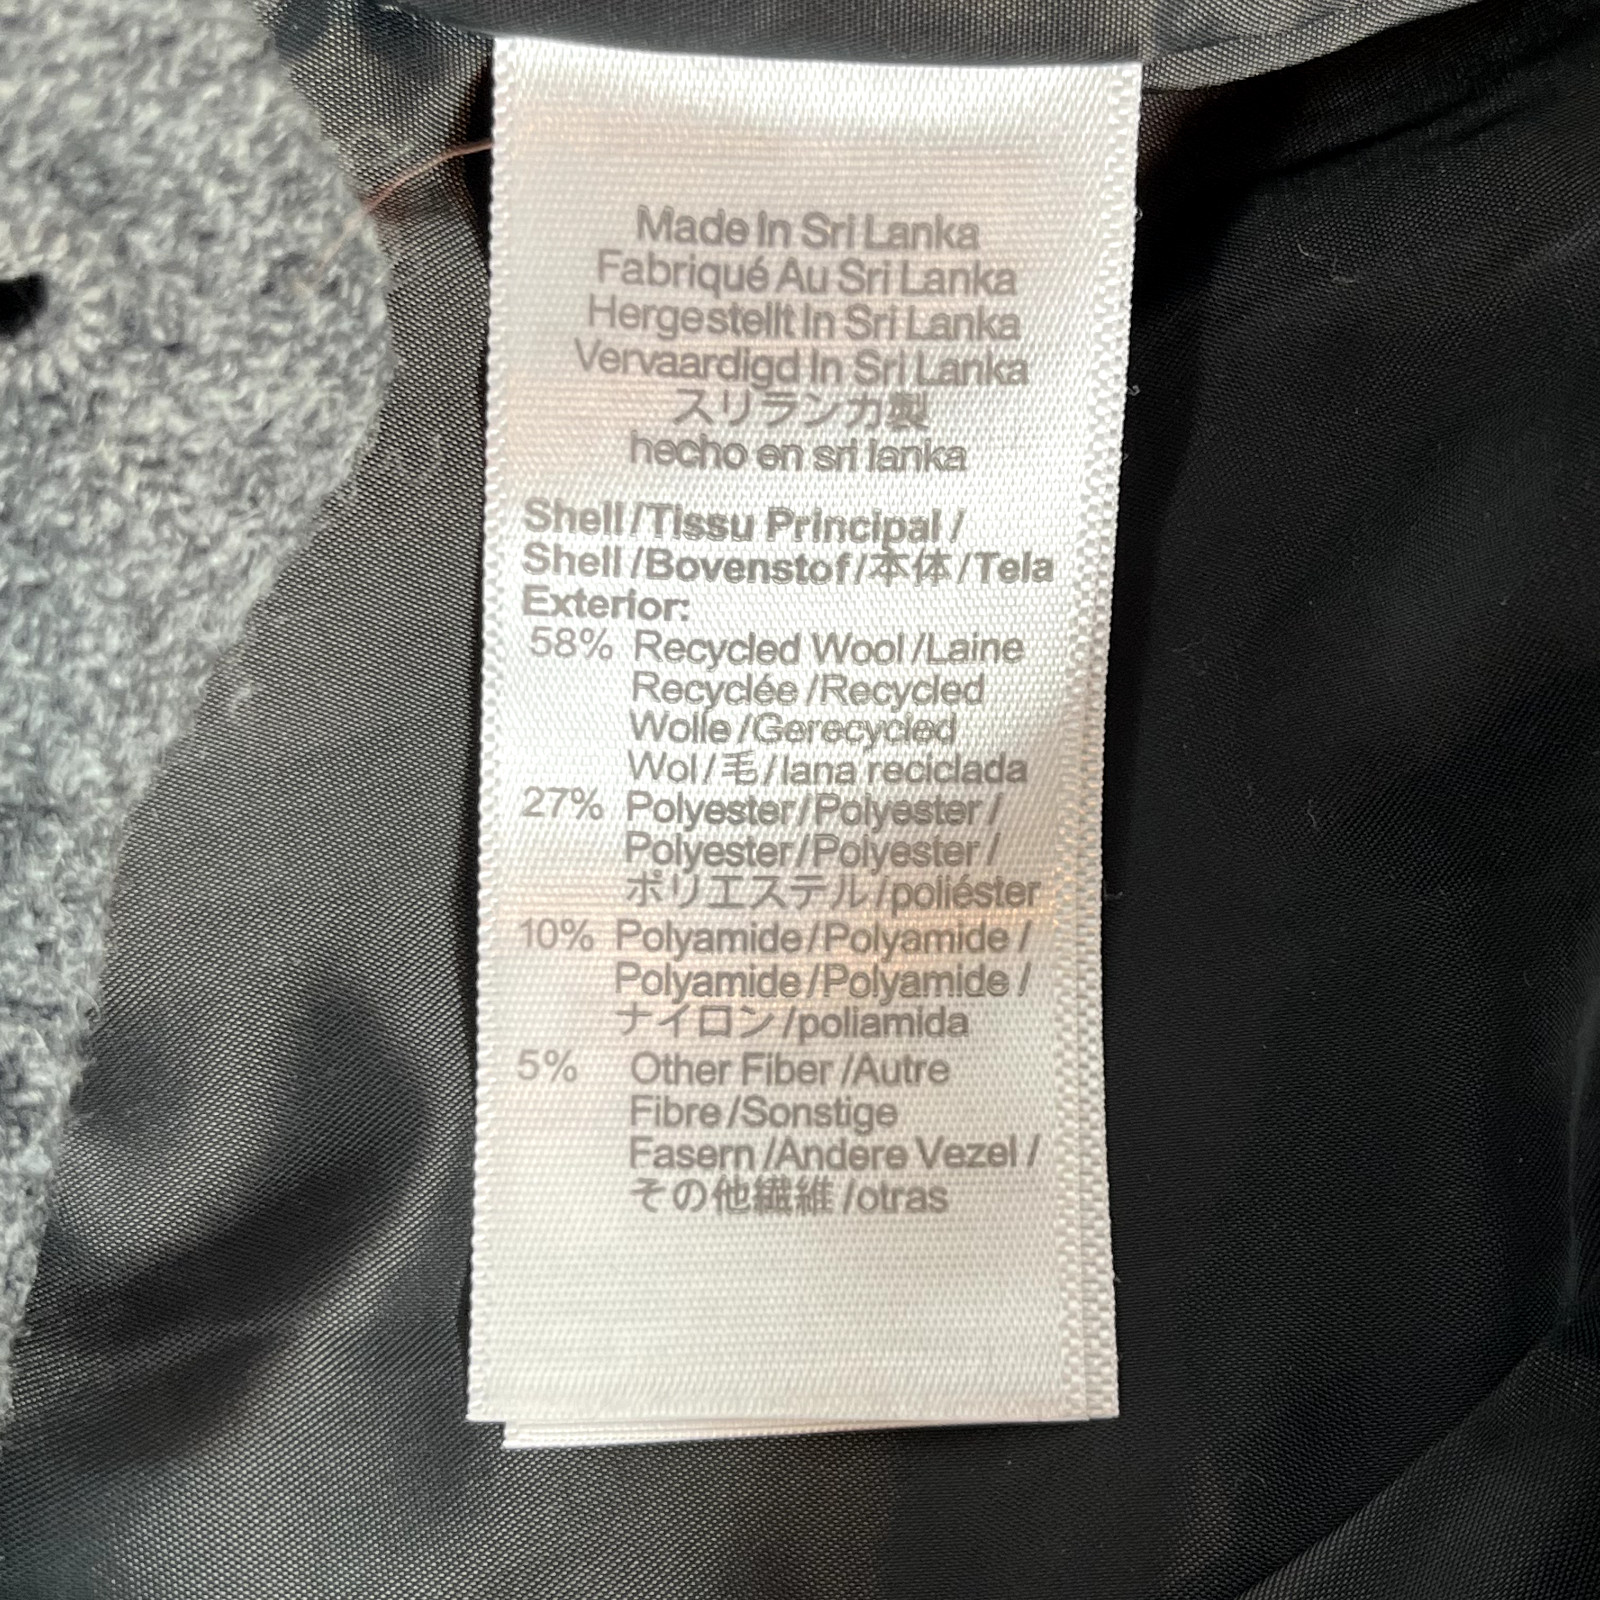 Made In Sri Lanka
Fabriqué Au Sri Lanka
Hergestellt In Sri Lanka
Vervaardigd In Sri Lanka
スリランカ製
hecho en sri lanka
Shell/Tissu Principal/
Shell/Bovenstof/本体/Tela
Exterior:
58% Recycled Wool/Laine
Recyclée/Recycled
Wolle/Gerecycled
Wol/毛/lana reciclada
27% Polyester/Polyester/
Polyester/Polyester/
ポリエステル/poliéster
10% Polyamide/Polyamide/
Polyamide/Polyamide/
ナイロン/poliamida
5% Other Fiber/Autre
Fibre/Sonstige
Fasern/Andere Vezel/
その他繊維/otras